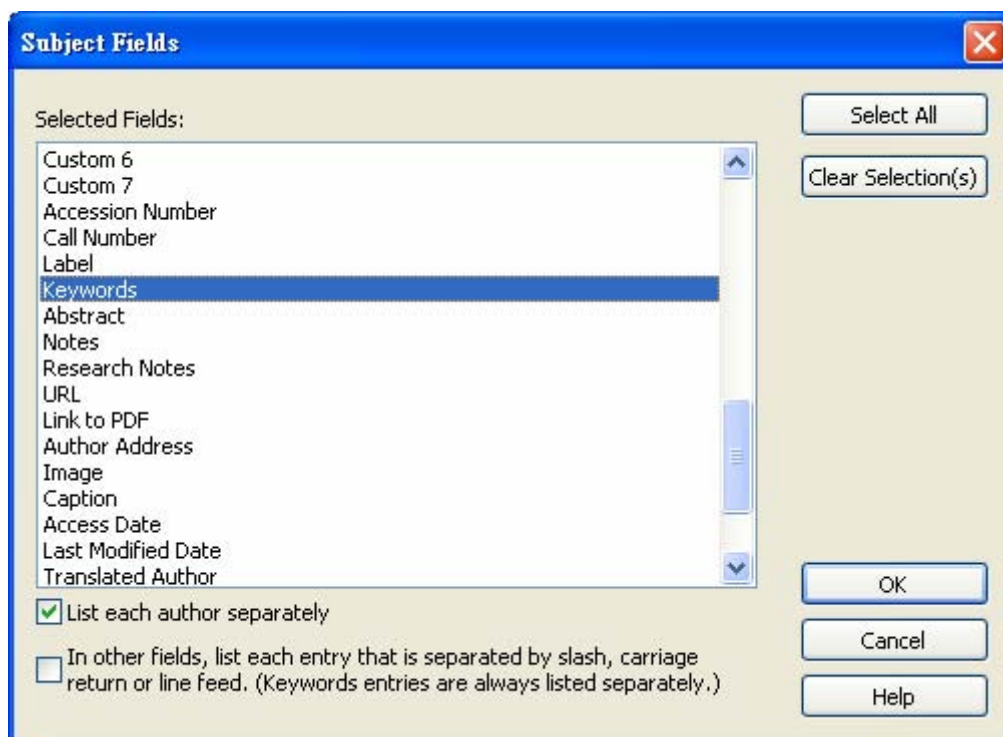 Subject Fields
Selected Fields:
Select All
Clear Selection(s)
Custom 6
Custom 7
Accession Number
Call Number
Label
Keywords
Abstract
Notes
Research Notes
URL
Link to PDF
Author Address
Image
Caption
Access Date
Last Modified Date
Translated Author
List each author separately
In other fields, list each entry that is separated by slash, carriage
return or line feed. (Keywords entries are always listed separately.)
OK
Cancel
Help